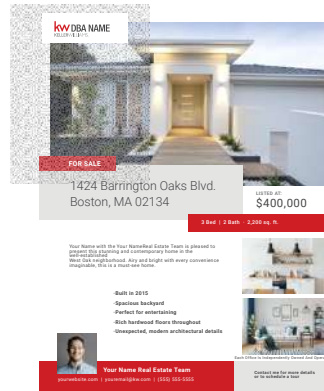 kw DBA NAME
KELLERWILLIAMS
FOR SALE
1424 Barrington Oaks Blvd.
Boston, MA 02134
LISTED AT:
$400,000
3 Bed | 2 Bath · 2,200 sq. ft.
Your Name with the Your NameReal Estate Team is pleased to
present this stunning and contemporary home in the
well-established
West Oak neighborhood. Airy and bright with every convenience
imaginable, this is a must-see home.
-Built in 2015
-Spacious backyard
-Perfect for entertaining
-Rich hardwood floors throughout
-Unexpected, modern architectural details
Each Office is Independently Owned And Operated
Your Name Real Estate Team
yourwebsite.com | youremail@kw.com | (555) 555-5555
Contact me for more details
or to schedule a tour